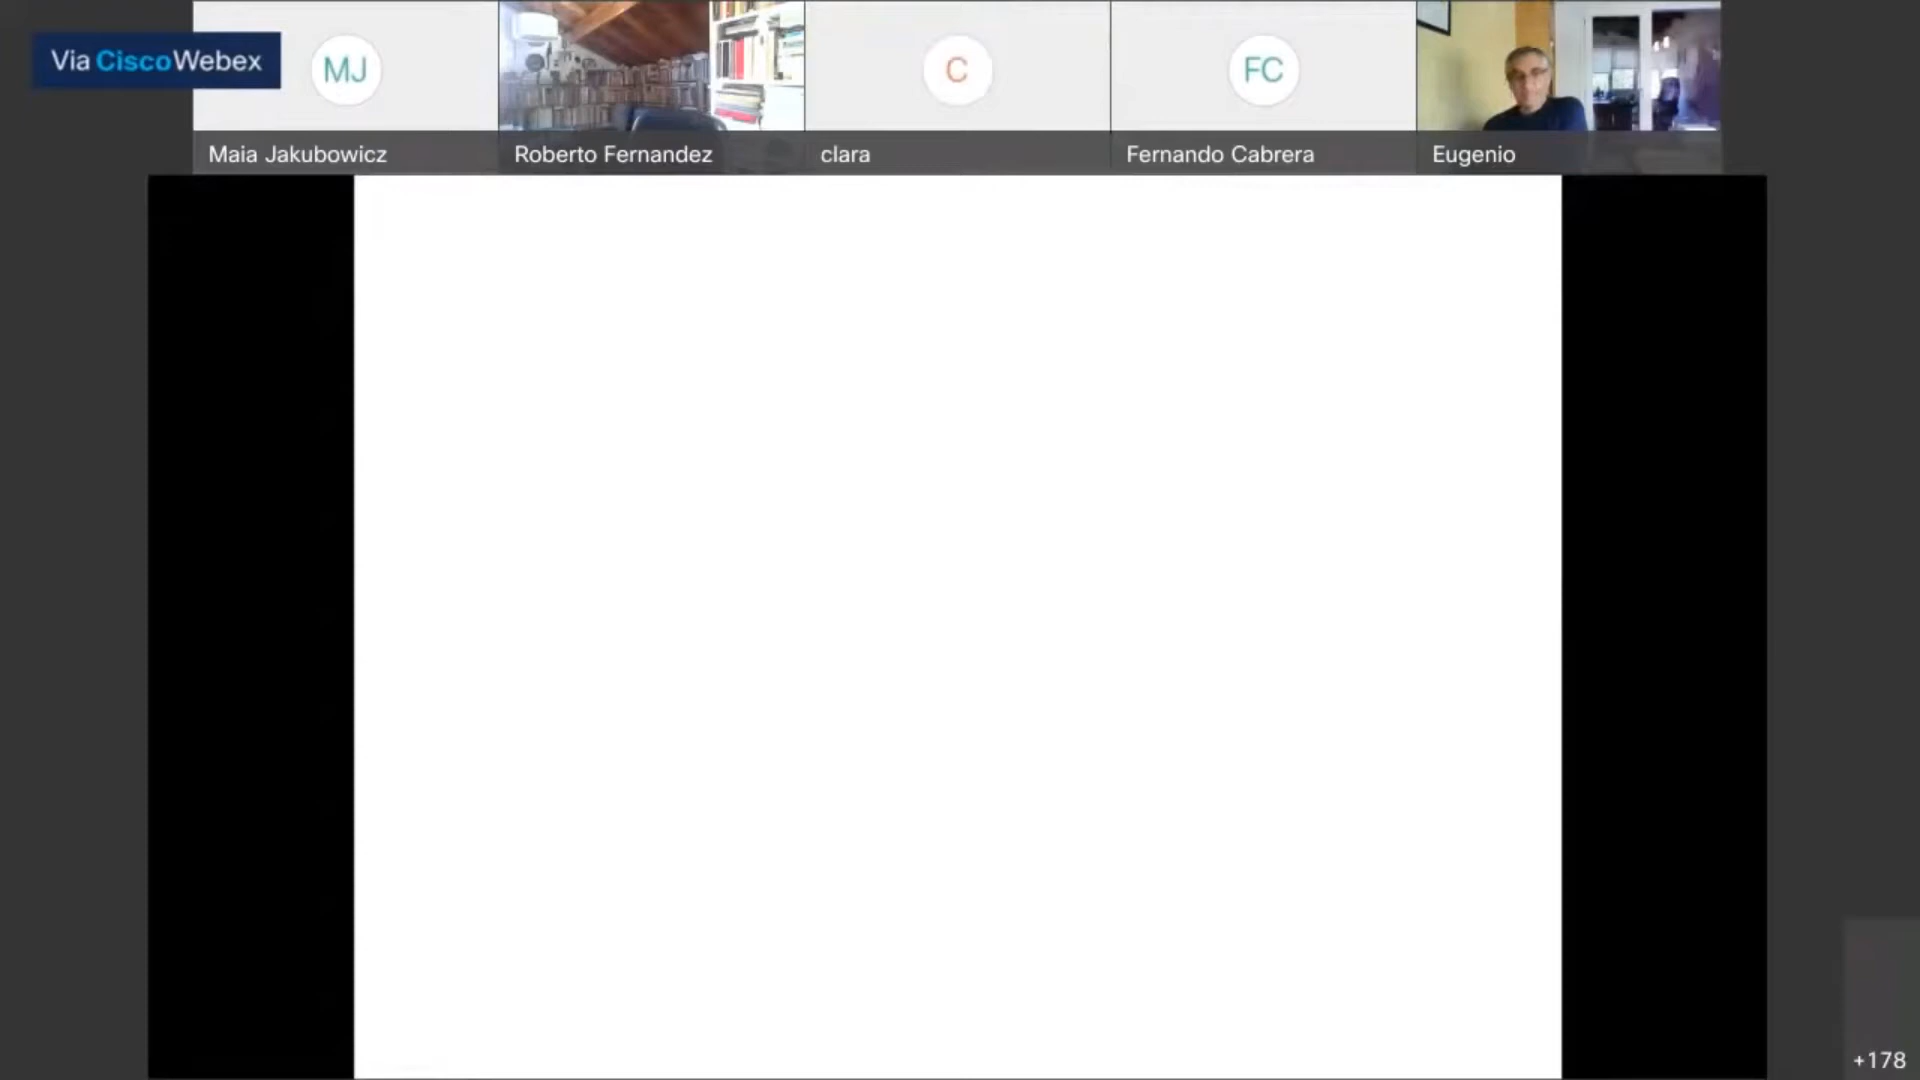 Via CiscoWebex
MJ
C
FC
Maia Jakubowicz
Roberto Fernandez
clara
Fernando Cabrera
Eugenio
+178